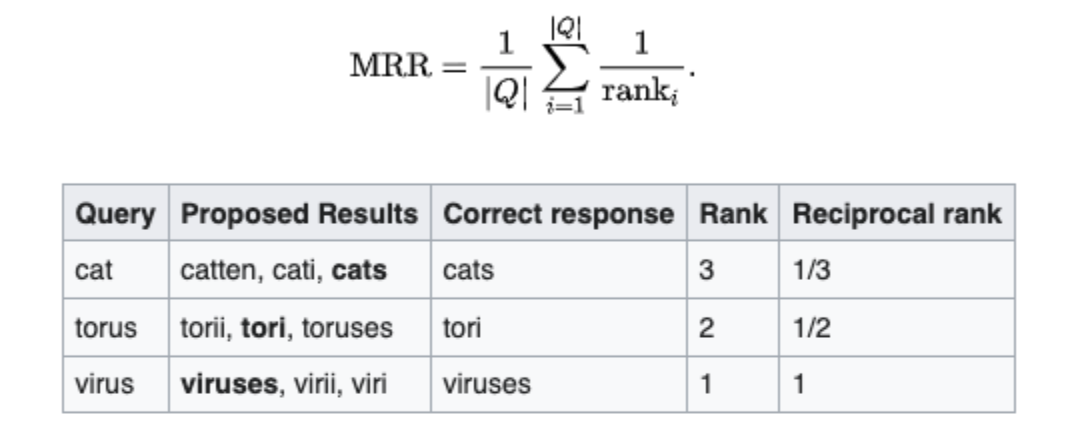 MRR = \frac{1}{|Q|} \sum_{i=1}^{|Q|} \frac{1}{\text{rank}_i}.
Query Proposed Results Correct response Rank Reciprocal rank
cat catten, cati, cats cats 3 1/3
torus torii, tori, toruses tori 2 1/2
virus viruses, virii, viri viruses 1 1